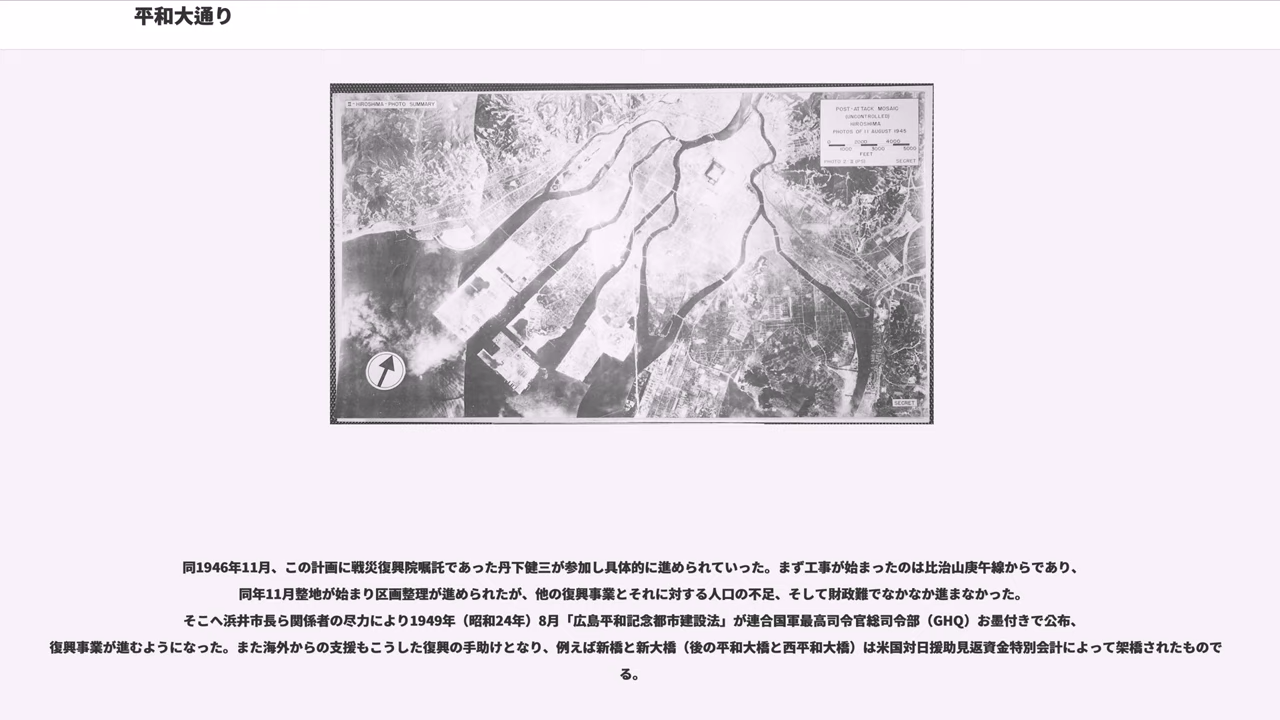 平和大通り
Ⅱ-HIROSHIMA-PHOTO SUMMARY
POST-ATTACK MOSAIC
(UNCONTROLLED)
HIROSHIMA
PHOTOS OF 11 AUGUST 1945
0 2000 4000
1000 3000 5000
FEET
SECRET
SECRET
同1946年11月、この計画に戦災復興院嘱託であった丹下健三が参加し具体的に進められていった。まず工事が始まったのは比治山庚午線からであり、
同年11月整地が始まり区画整理が進められたが、他の復興事業とそれに対する人口の不足、そして財政難でなかなか進まなかった。
そこへ浜井市長ら関係者の尽力により1949年（昭和24年）8月「広島平和記念都市建設法」が連合国軍最高司令官総司令部（GHQ）お墨付きで公布、
復興事業が進むようになった。また海外からの支援もこうした復興の手助けとなり、例えば新橋と新大橋（後の平和大橋と西平和大橋）は米国対日援助見返資金特別会計によって架橋されたもので
る。